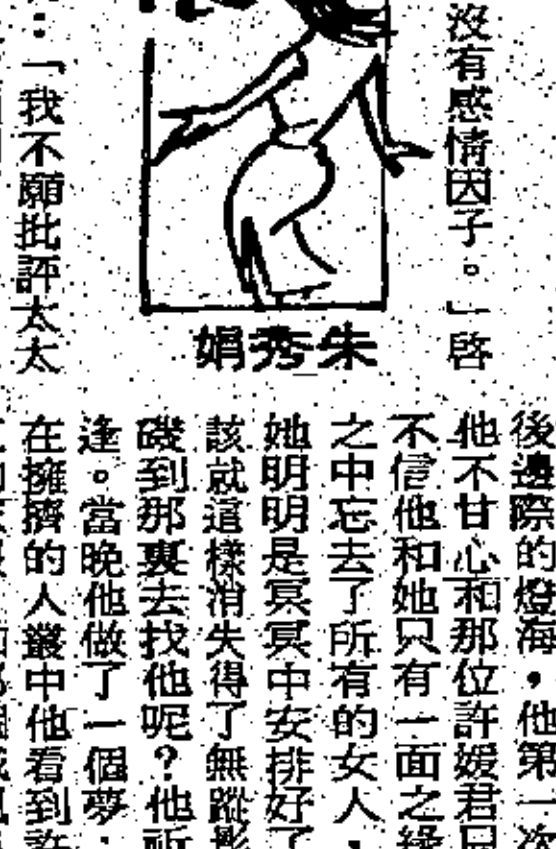 沒有感情因子。」啓
：「我不願批評太太
朱秀娟
後邊際的燈海，他第一次
他不甘心和那位許媛君只
不信他和她只有一面之緣
之中忘去了所有的女人，
她明明是冥冥中安排好了
該就這樣消失得了無蹤影
磯到那裏去找他呢？他祈
逢。當晚他做了一個夢：
在擁擠的人叢中他看到許